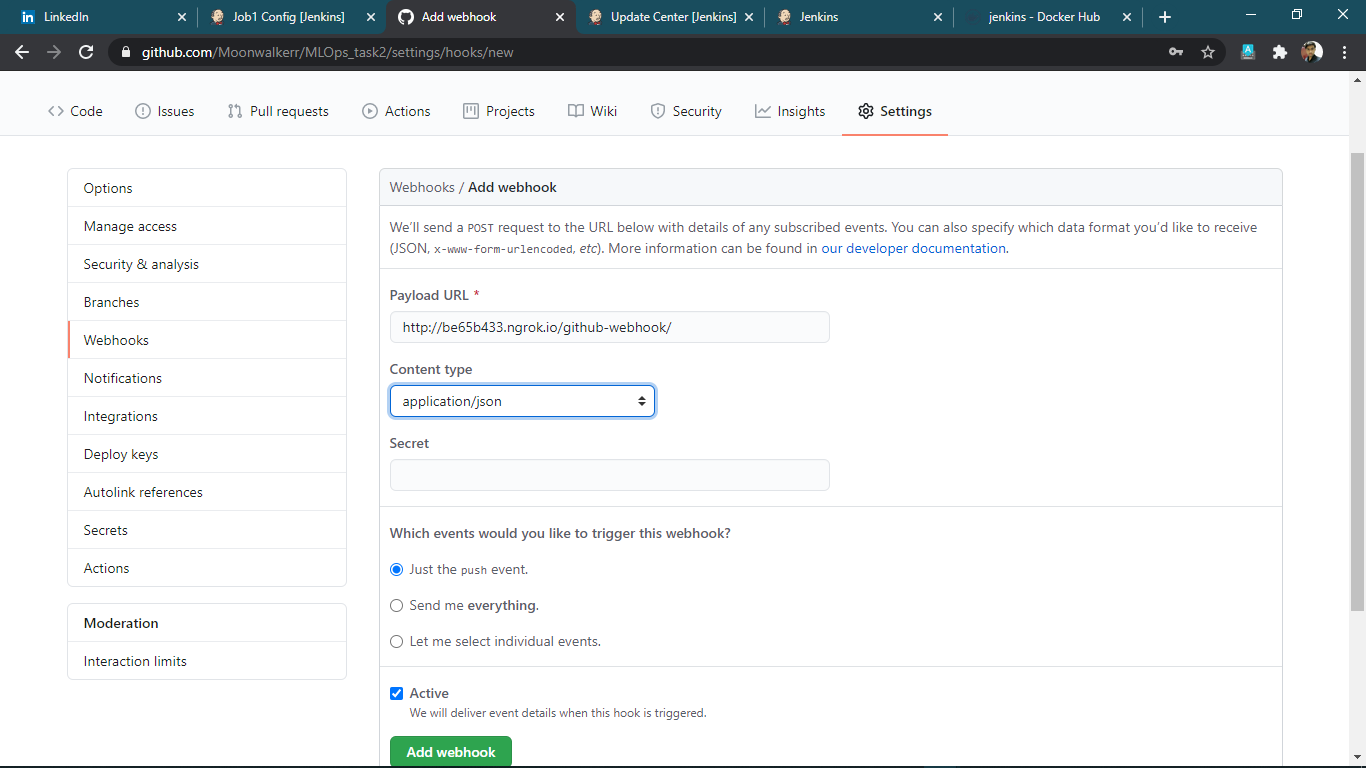 LinkedIn
Job1 Config [Jenkins]
Add webhook
Update Center [Jenkins]
Jenkins
jenkins - Docker Hub
github.com/Moonwalkerr/MLOps_task2/settings/hooks/new
Code
Issues
Pull requests
Actions
Projects
Wiki
Security
Insights
Settings
Options
Manage access
Security & analysis
Branches
Webhooks
Notifications
Integrations
Deploy keys
Autolink references
Secrets
Actions
Moderation
Interaction limits
Webhooks / Add webhook
We’ll send a POST request to the URL below with details of any subscribed events. You can also specify which data format you’d like to receive
(JSON, x-www-form-urlencoded, etc). More information can be found in our developer documentation.
Payload URL *
http://be65b433.ngrok.io/github-webhook/
Content type
application/json
Secret
Which events would you like to trigger this webhook?
Just the push event.
Send me everything.
Let me select individual events.
Active
We will deliver event details when this hook is triggered.
Add webhook